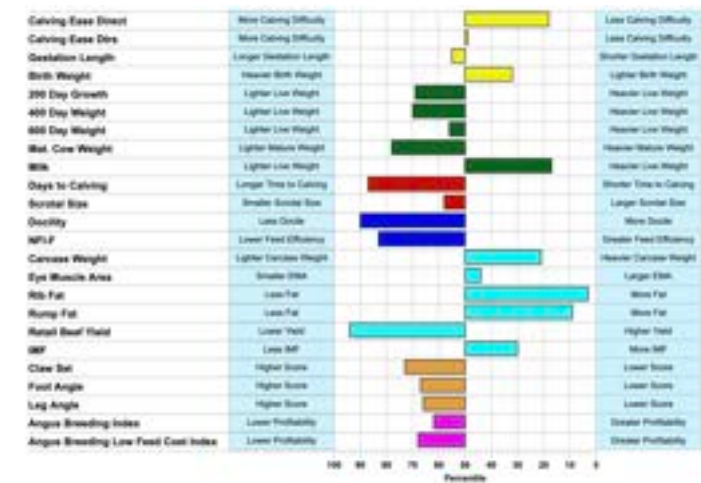 Calving Ease Direct More Calving Difficulty Less Calving Difficulty
Calving Ease Dtrs More Calving Difficulty Less Calving Difficulty
Gestation Length Longer Gestation Length Shorter Gestation Length
Birth Weight Heavier Birth Weight Lighter Birth Weight
200 Day Growth Lighter Live Weight Heavier Live Weight
400 Day Weight Lighter Live Weight Heavier Live Weight
600 Day Weight Lighter Live Weight Heavier Live Weight
Mat. Cow Weight Lighter Mature Weight Heavier Mature Weight
Milk Lighter Live Weight Heavier Live Weight
Days to Calving Longer Time to Calving Shorter Time to Calving
Scrotal Size Smaller Scrotal Size Larger Scrotal Size
Docility Less Docile More Docile
NFI-F Lower Feed Efficiency Greater Feed Efficiency
Carcase Weight Lighter Carcase Weight Heavier Carcase Weight
Eye Muscle Area Smaller EMA Larger EMA
Rib Fat Less Fat More Fat
Rump Fat Less Fat More Fat
Retail Beef Yield Lower Yield Higher Yield
IMF Less IMF More IMF
Claw Set Higher Score Lower Score
Foot Angle Higher Score Lower Score
Leg Angle Higher Score Lower Score
Angus Breeding Index Lower Profitability Greater Profitability
Angus Breeding Low Feed Cost Index Lower Profitability Greater Profitability
100 90 80 70 60 50 40 30 20 10 0
Percentile